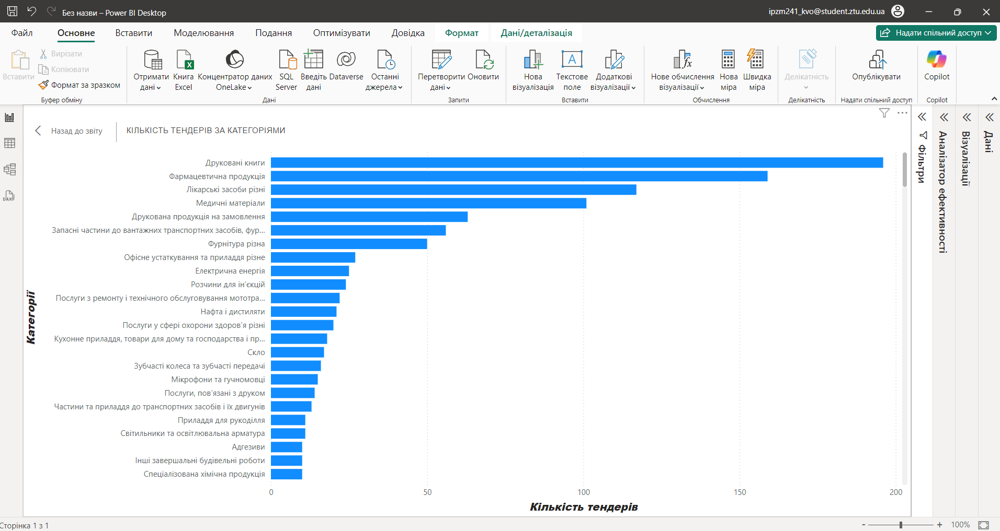 Без назви – Power BI Desktop
ipzm241_kvo@student.ztu.edu.ua
Файл Основне Вставити Моделювання Подання Оптимізувати Довідка Формат Дані/деталізація Надати спільний доступ
Вставити
Вирізати
Копіювати
Формат за зразком
Буфер обміну
Отримати дані
Книга Excel
Концентратор даних OneLake
SQL Server
Введіть дані
Dataverse
Останні джерела
Дані
Перетворити дані
Оновити
Запити
Нова візуалізація
A
Текстове поле
Додаткові візуалізації
Вставити
Нове обчислення візуалізації
Нова міра
Швидка міра
Обчислення
Делікатність
Делікатність
Опублікувати
Надати спільний доступ
Copilot
Copilot
DAX
Назад до звіту
КІЛЬКІСТЬ ТЕНДЕРІВ ЗА КАТЕГОРІЯМИ
Категорії
Друковані книги
Фармацевтична продукція
Лікарські засоби різні
Медичні матеріали
Друкована продукція на замовлення
Запасні частини до вантажних транспортних засобів, фур...
Фурнітура різна
Офісне устаткування та приладдя різне
Електрична енергія
Розчини для ін’єкцій
Послуги з ремонту і технічного обслуговування мототра...
Нафта і дистиляти
Послуги у сфері охорони здоров’я різні
Кухонне приладдя, товари для дому та господарства і пр...
Скло
Зубчасті колеса та зубчасті передачі
Мікрофони та гучномовці
Послуги, пов’язані з друком
Частини та приладдя до транспортних засобів і їх двигунів
Приладдя для рукоділля
Світильники та освітлювальна арматура
Адгезиви
Інші завершальні будівельні роботи
Спеціалізована хімічна продукція
0 50 100 150 200
Кількість тендерів
Фільтри
Аналізатор ефективності
Візуалізації
Дані
Сторінка 1 з 1
- + 100%